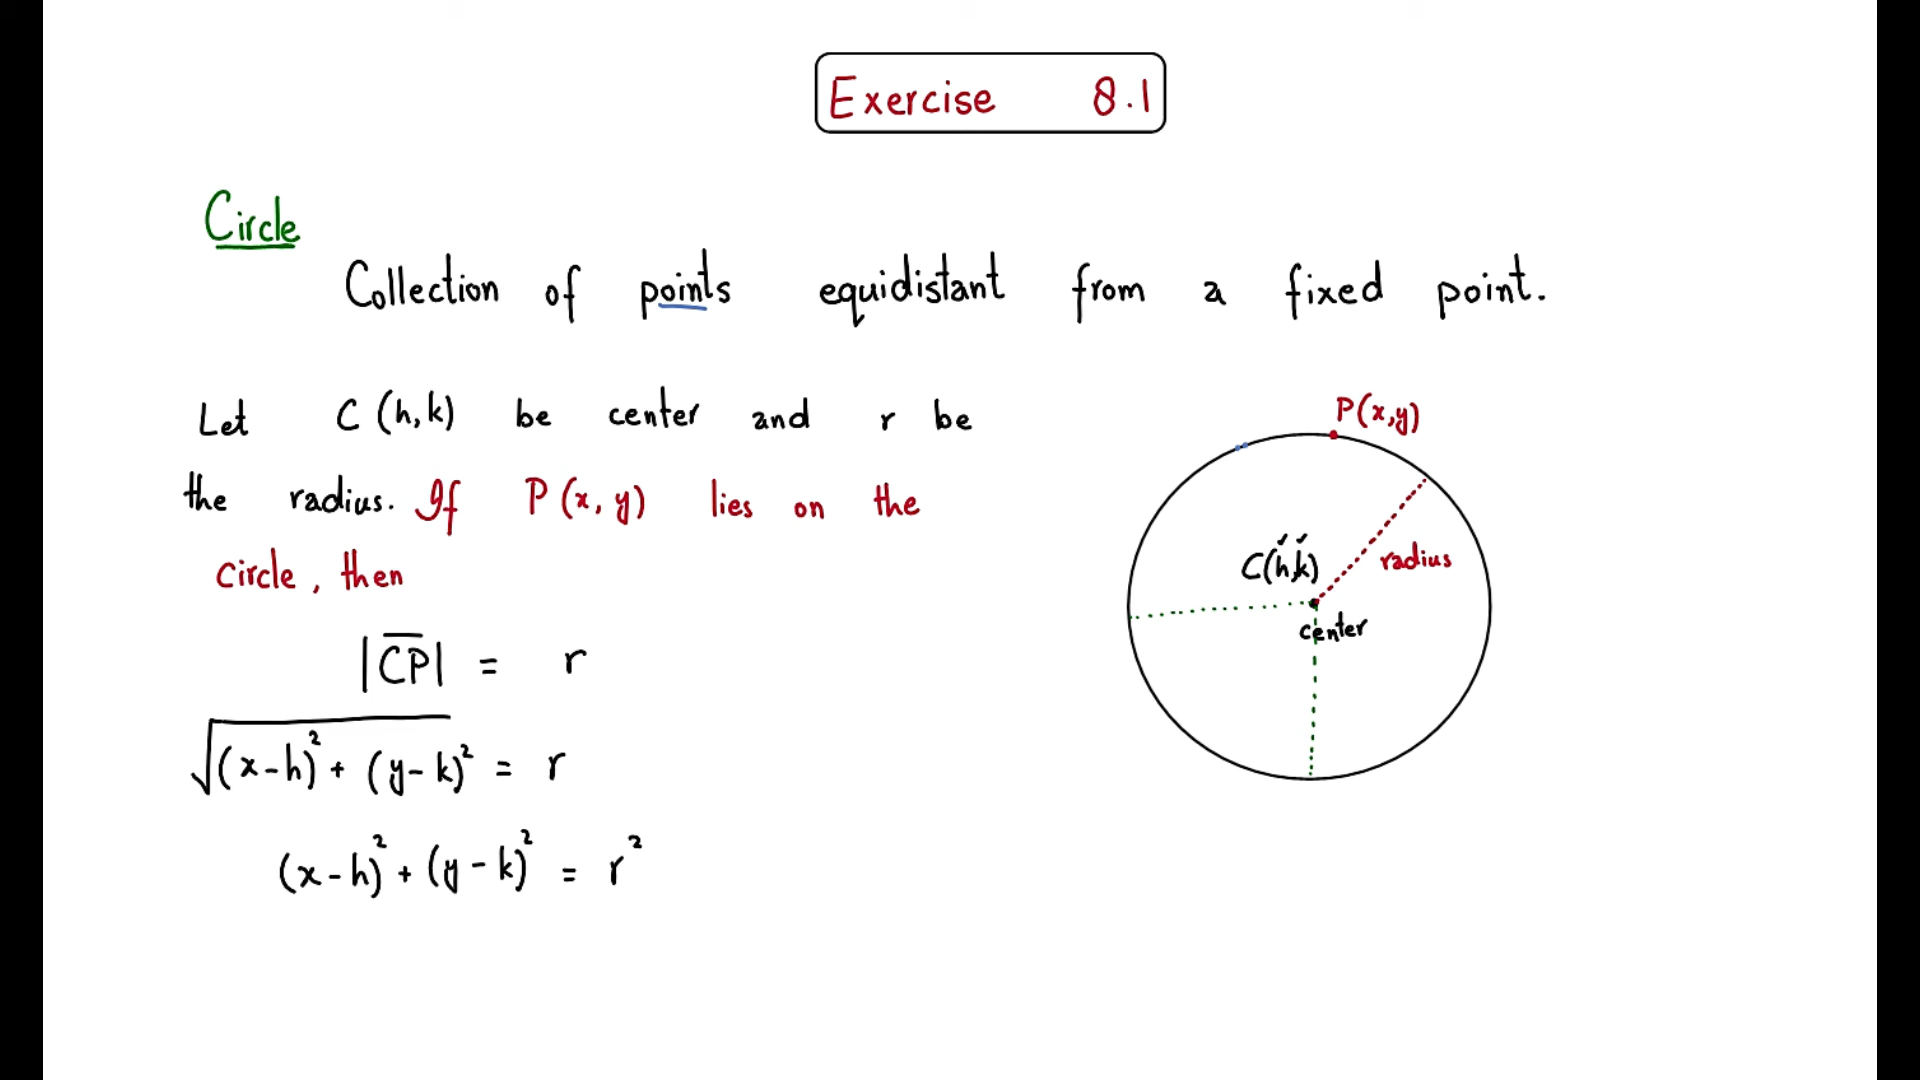 Exercise 8.1
Circle
Collection of points equidistant from a fixed point.
Let C (h, k) be center and r be
the radius. If P (x, y) lies on the
circle, then
|C̅P̅| = r
√(x-h)² + (y-k)² = r
(x-h)² + (y-k)² = r²
P(x,y)
C(h,k)
radius
center